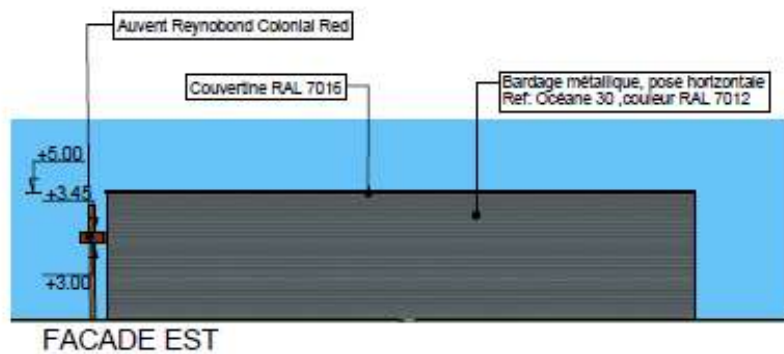 Auvent Reynobond Colonial Red
Couvertine RAL 7016
Bardage métallique, pose horizontale
Ref: Océane 30 ,couleur RAL 7012
+5.00
+3.45
+3.00
FACADE EST